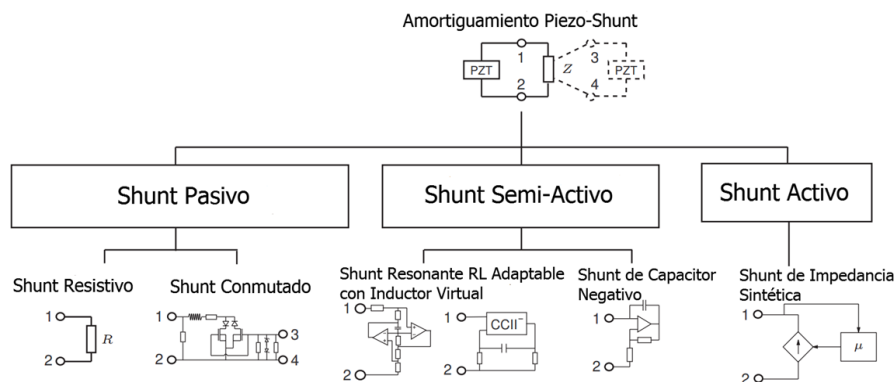 Amortiguamiento Piezo-Shunt
1 3
PZT Z PZT
2 4
Shunt Pasivo
Shunt Semi-Activo
Shunt Activo
Shunt Resistivo
1
R
2
Shunt Conmutado
1
3
2
4
Shunt Resonante RL Adaptable
con Inductor Virtual
1
2
1
CCII⁻
2
Shunt de Capacitor
Negativo
1
2
Shunt de Impedancia
Sintética
1
μ
2